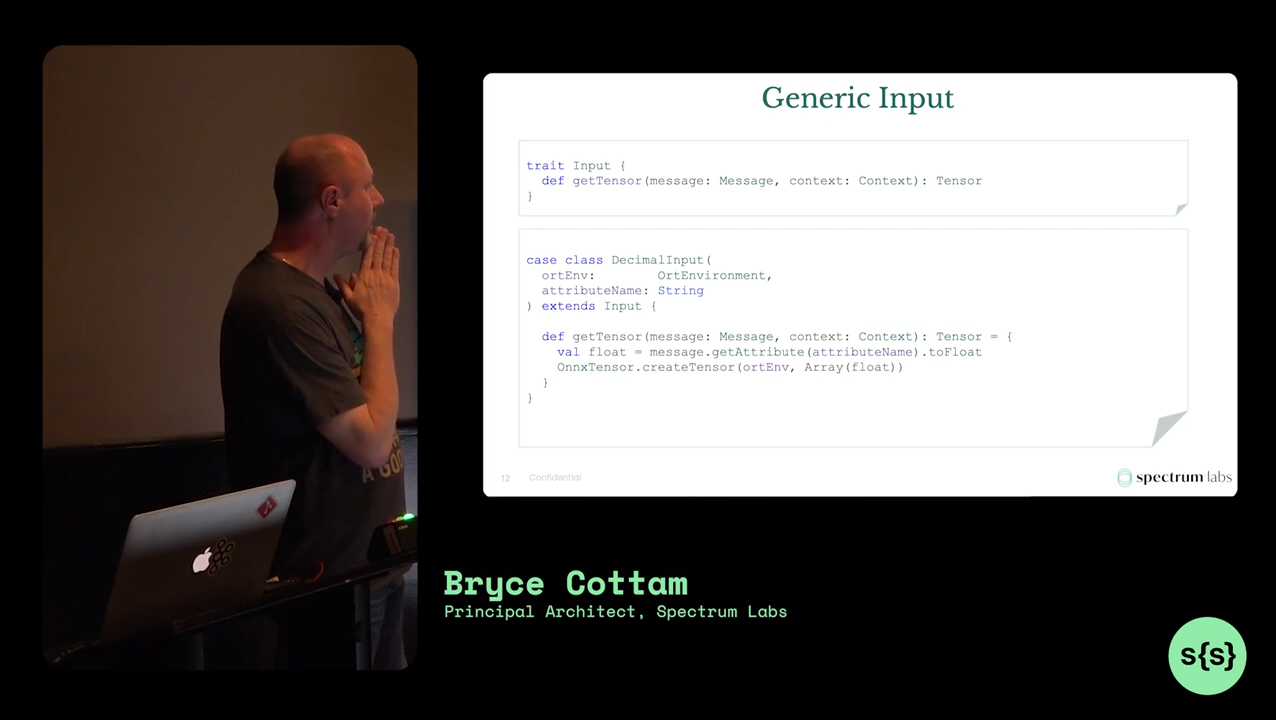 Generic Input
trait Input {
  def getTensor(message: Message, context: Context): Tensor
}
case class DecimalInput(
  ortEnv:        OrtEnvironment,
  attributeName: String
) extends Input {
  def getTensor(message: Message, context: Context): Tensor = {
    val float = message.getAttribute(attributeName).toFloat
    OnnxTensor.createTensor(ortEnv, Array(float))
  }
}
12
Confidential
spectrum labs
A GOO
Bryce Cottam
Principal Architect, Spectrum Labs
s{s}